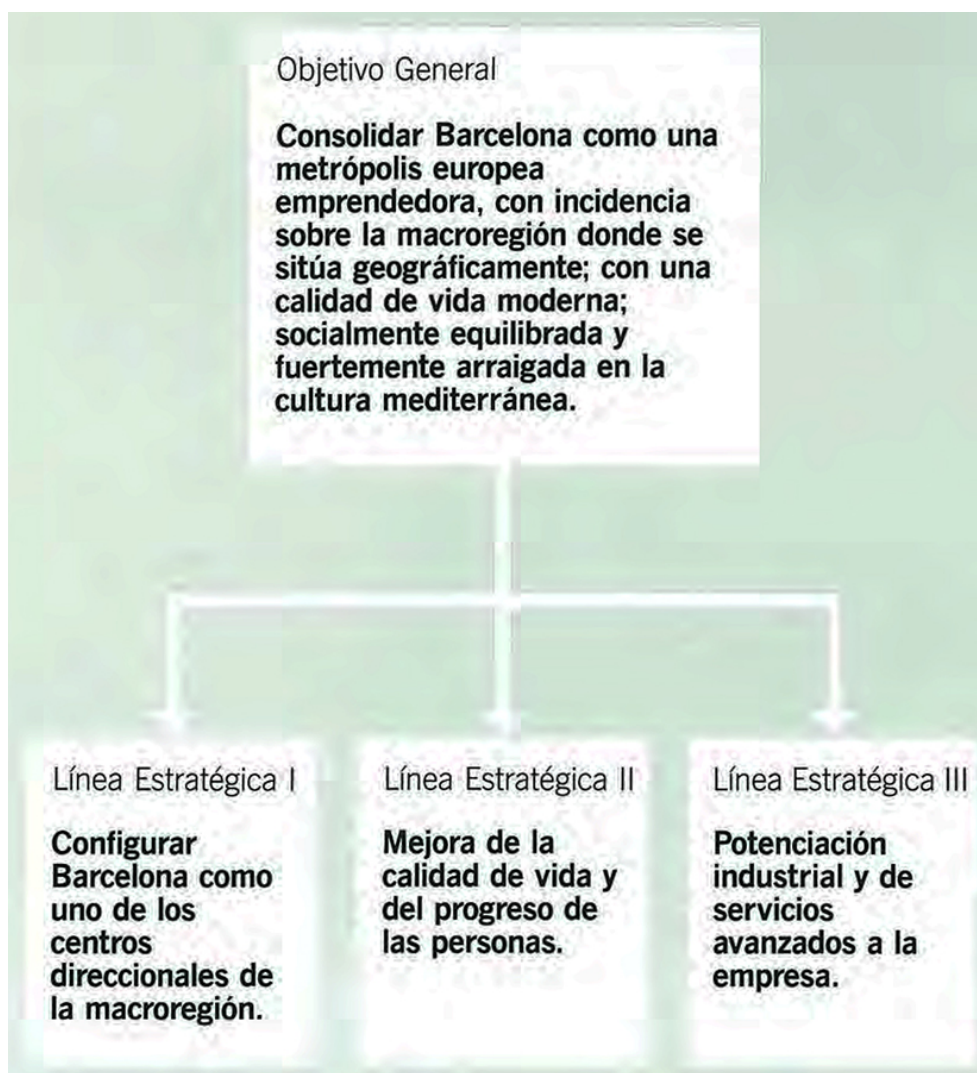 Objetivo General
Consolidar Barcelona como una
metrópolis europea
emprendedora, con incidencia
sobre la macroregión donde se
sitúa geográficamente; con una
calidad de vida moderna;
socialmente equilibrada y
fuertemente arraigada en la
cultura mediterránea.
Línea Estratégica I
Configurar
Barcelona como
uno de los
centros
direccionales de
la macroregión.
Línea Estratégica II
Mejora de la
calidad de vida y
del progreso de
las personas.
Línea Estratégica III
Potenciación
industrial y de
servicios
avanzados a la
empresa.